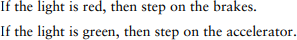 If the light is red, then step on the brakes.
If the light is green, then step on the accelerator.